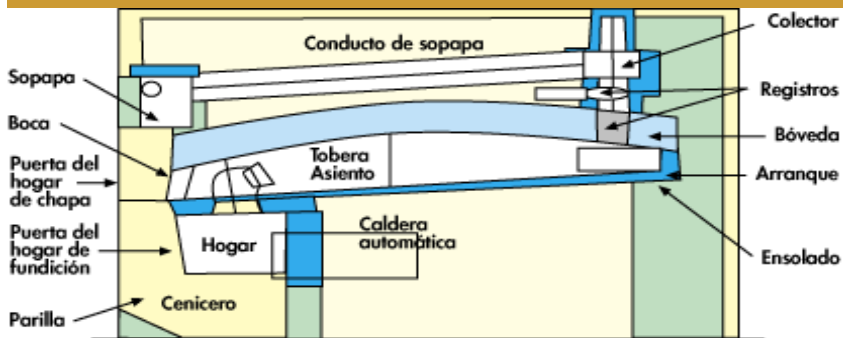 Conducto de sopapa
Colector
Sopapa
Registros
Boca
Bóveda
Tobera
Asiento
Puerta del
hogar
de chapa
Arranque
Puerta del
hogar de
fundición
Hogar
Caldera
automática
Ensolado
Cenicero
Parilla